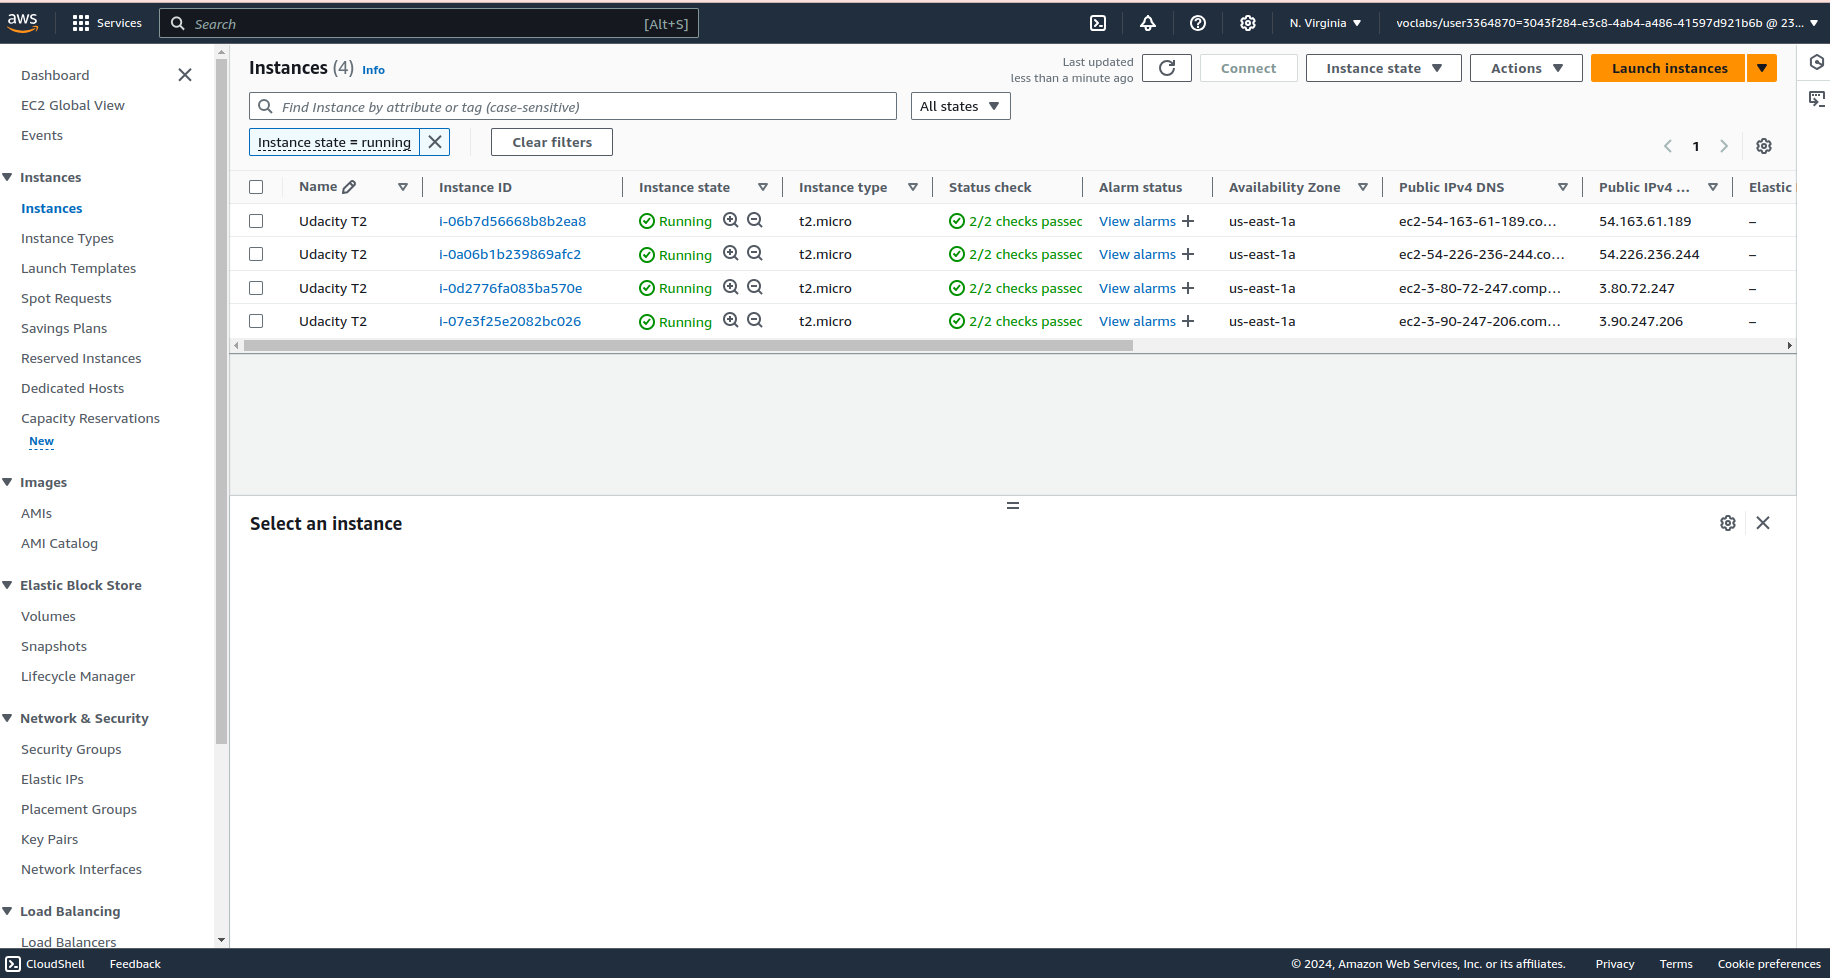 aws
Services
Search
[Alt+S]
N. Virginia
voclabs/user3364870=3043f284-e3c8-4ab4-a486-41597d921b6b @ 23...
Dashboard
EC2 Global View
Events
Instances
Instances
Instance Types
Launch Templates
Spot Requests
Savings Plans
Reserved Instances
Dedicated Hosts
Capacity Reservations
New
Images
AMIs
AMI Catalog
Elastic Block Store
Volumes
Snapshots
Lifecycle Manager
Network & Security
Security Groups
Elastic IPs
Placement Groups
Key Pairs
Network Interfaces
Load Balancing
Load Balancers
Instances (4) Info
Last updated
less than a minute ago
Connect
Instance state
Actions
Launch instances
Find Instance by attribute or tag (case-sensitive)
All states
Instance state = running
Clear filters
1
Name Instance ID Instance state Instance type Status check Alarm status Availability Zone Public IPv4 DNS Public IPv4 ... Elastic
Udacity T2 i-06b7d56668b8b2ea8 Running t2.micro 2/2 checks passed View alarms + us-east-1a ec2-54-163-61-189.co... 54.163.61.189 –
Udacity T2 i-0a06b1b239869afc2 Running t2.micro 2/2 checks passed View alarms + us-east-1a ec2-54-226-236-244.co... 54.226.236.244 –
Udacity T2 i-0d2776fa083ba570e Running t2.micro 2/2 checks passed View alarms + us-east-1a ec2-3-80-72-247.comp... 3.80.72.247 –
Udacity T2 i-07e3f25e2082bc026 Running t2.micro 2/2 checks passed View alarms + us-east-1a ec2-3-90-247-206.com... 3.90.247.206 –
Select an instance
CloudShell
Feedback
© 2024, Amazon Web Services, Inc. or its affiliates.
Privacy
Terms
Cookie preferences